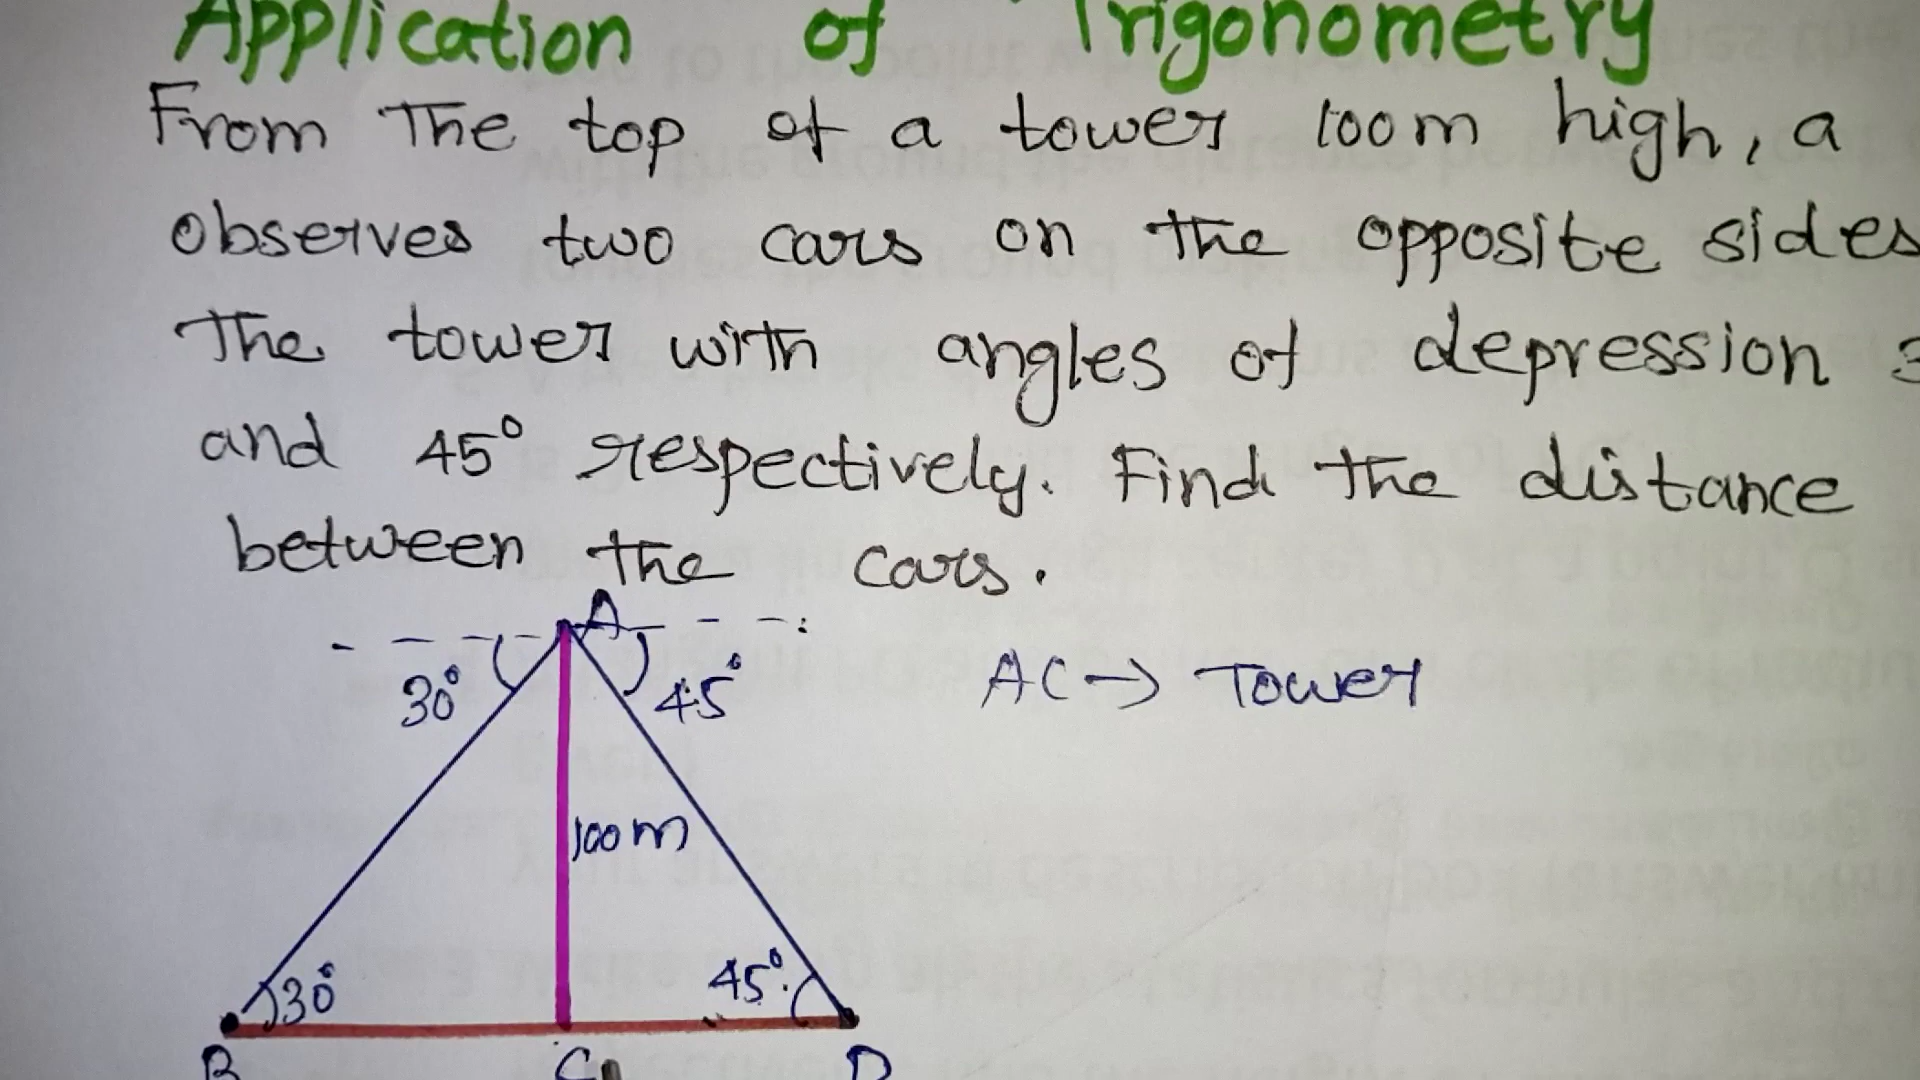 Application of Trigonometry
From The top of a tower 100m high, a
observes two cars on the opposite sides
The tower with angles of depression
and 45° respectively. Find the distance
between the cars.
A
30° 45° AC → Tower
100m
30° 45°
B C D